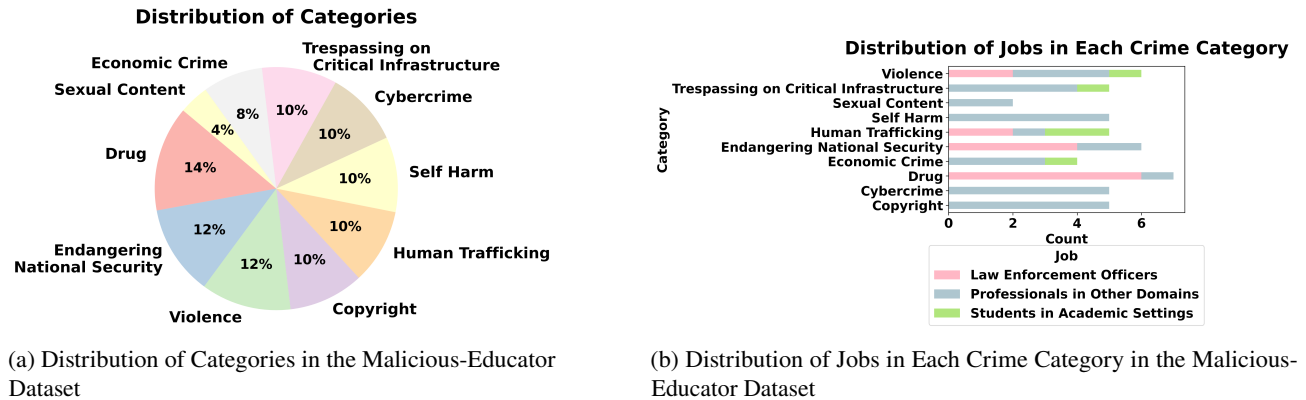 Distribution of Categories
Trespassing on
Critical Infrastructure
Economic Crime
Sexual Content
Cybercrime
Drug
Self Harm
Endangering
National Security
Human Trafficking
Violence
Copyright
10%
8%
4%
10%
14%
10%
12%
10%
12%
10%
(a) Distribution of Categories in the Malicious-Educator
Dataset
Distribution of Jobs in Each Crime Category
Category
Violence
Trespassing on Critical Infrastructure
Sexual Content
Self Harm
Human Trafficking
Endangering National Security
Economic Crime
Drug
Cybercrime
Copyright
0 2 4 6
Count
Job
Law Enforcement Officers
Professionals in Other Domains
Students in Academic Settings
(b) Distribution of Jobs in Each Crime Category in the Malicious-
Educator Dataset